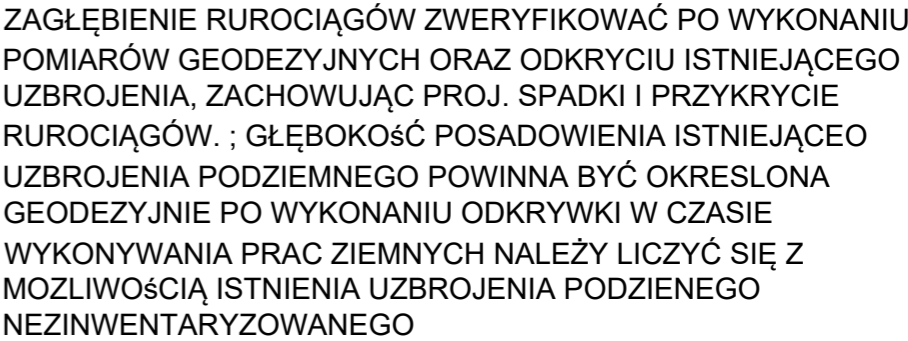 ZAGŁĘBIENIE RUROCIĄGÓW ZWERYFIKOWAĆ PO WYKONANIU
POMIARÓW GEODEZYJNYCH ORAZ ODKRYCIU ISTNIEJĄCEGO
UZBROJENIA, ZACHOWUJĄC PROJ. SPADKI I PRZYKRYCIE
RUROCIĄGÓW. ; GŁĘBOKOśĆ POSADOWIENIA ISTNIEJĄCEO
UZBROJENIA PODZIEMNEGO POWINNA BYĆ OKRESLONA
GEODEZYJNIE PO WYKONANIU ODKRYWKI W CZASIE
WYKONYWANIA PRAC ZIEMNYCH NALEŻY LICZYĆ SIĘ Z
MOZLIWOśCIĄ ISTNIENIA UZBROJENIA PODZIENEGO
NEZINWENTARYZOWANEGO